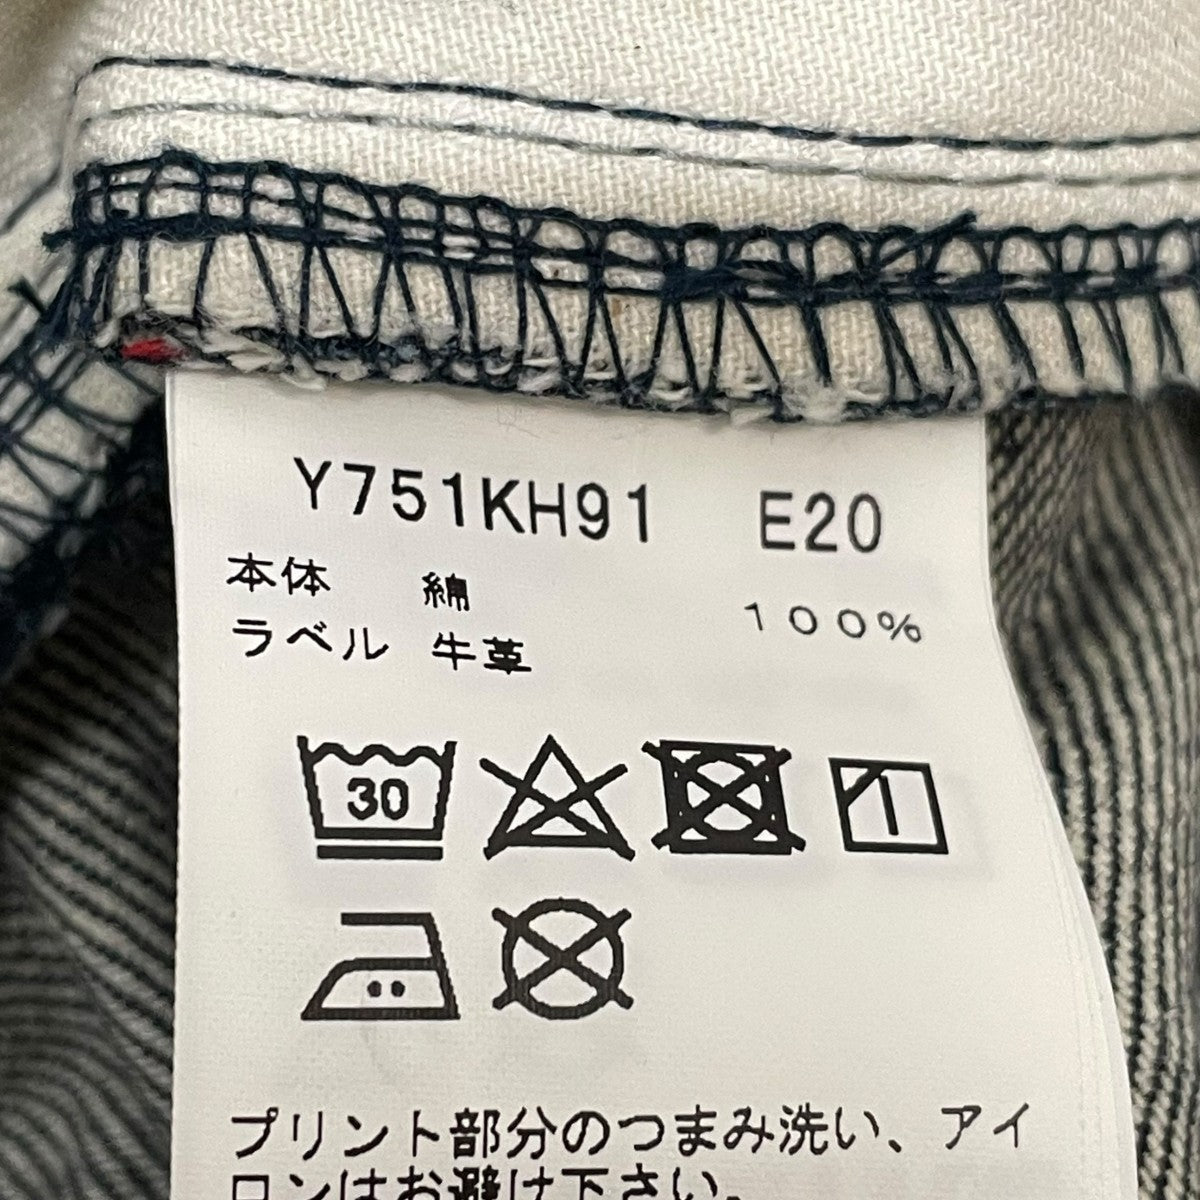 Y751KH91 E20
本体 綿 100%
ラベル 牛革
30
プリント部分のつまみ洗い、アイ
ロンはお避け下さい。